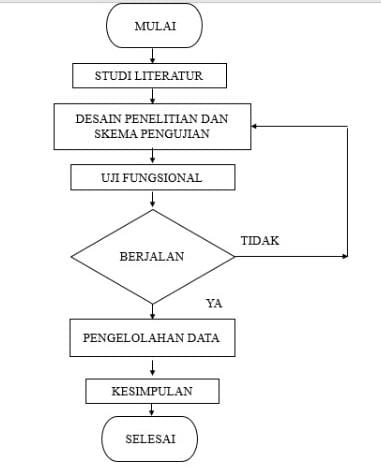 MULAI
STUDI LITERATUR
DESAIN PENELITIAN DAN
SKEMA PENGUJIAN
UJI FUNGSIONAL
BERJALAN
TIDAK
YA
PENGELOLAHAN DATA
KESIMPULAN
SELESAI